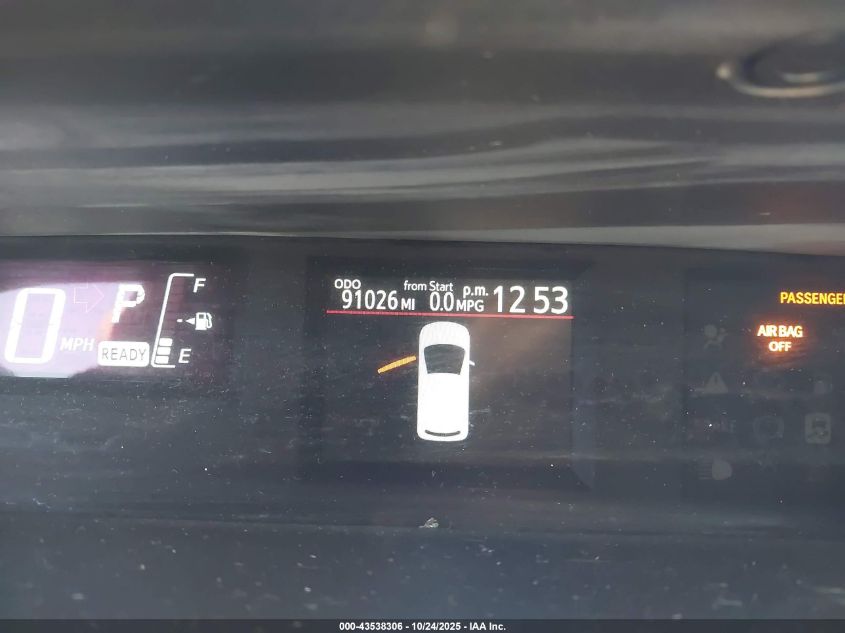 0 MPH
P
READY
F
E
ODO
91026 MI
from Start
0.0 MPG
p.m. 12 53
PASSENGER
AIR BAG
OFF
000-43538306 - 10/24/2025 - IAA Inc.